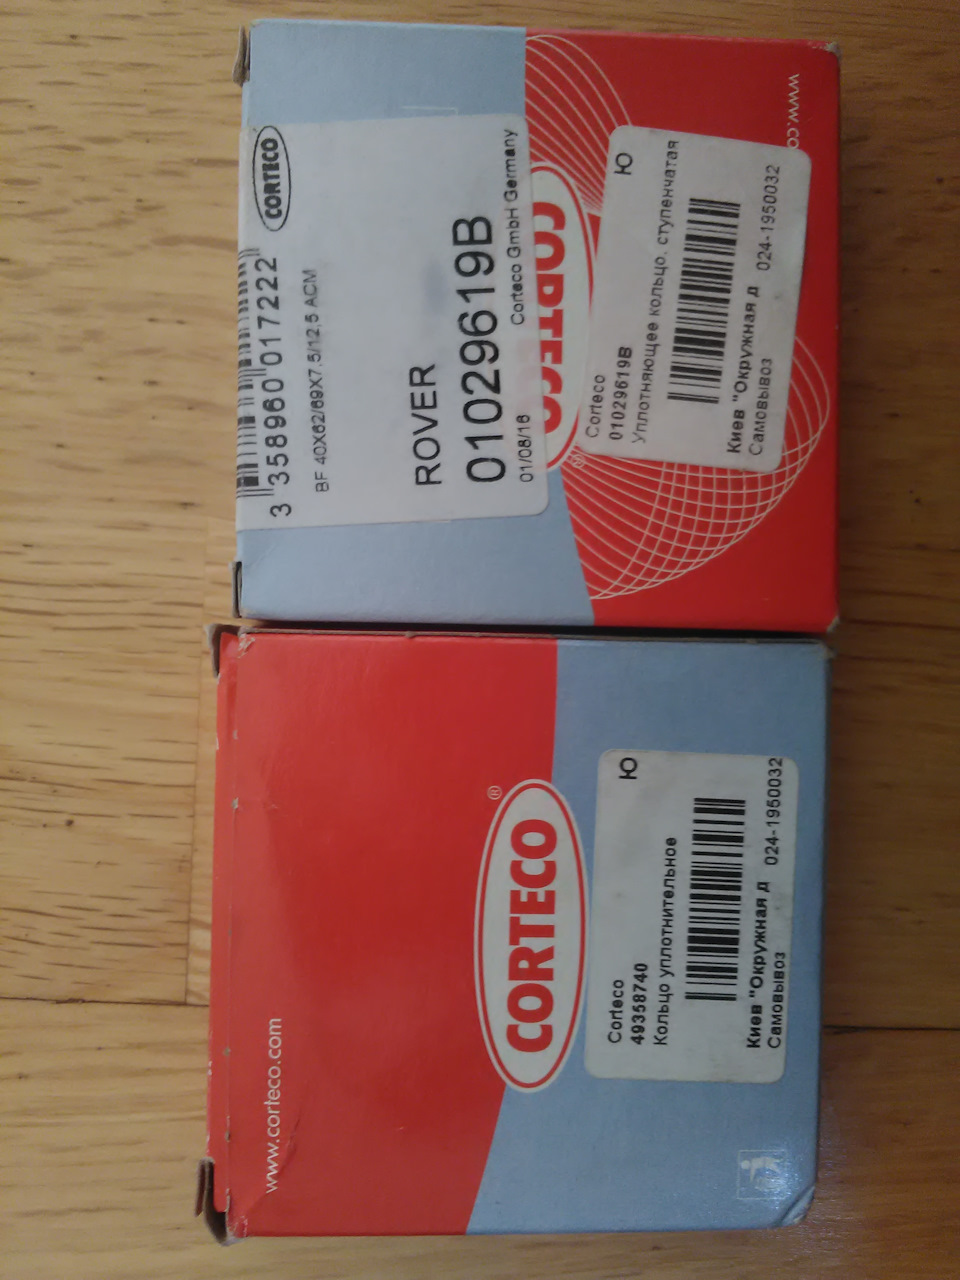 CORTECO
3 358960 017222
BF 40X62/69X7.5/12,5 ACM
ROVER
01029619B
01/08/16 Corteco GmbH Germany
www.co
CORTECO
®
Ю
Corteco
01029619B
Уплотняющее кольцо. ступенчатая
Киев "Окружная д 024-1950032
Самовывоз
www.corteco.com
CORTECO
®
Ю
Corteco
49358740
Кольцо уплотнительное
Киев "Окружная д 024-1950032
Самовывоз